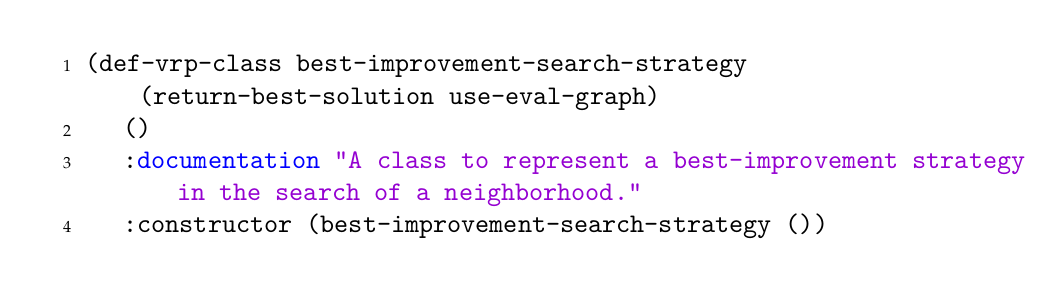 1 (def-vrp-class best-improvement-search-strategy
(return-best-solution use-eval-graph)
2 ()
3 :documentation "A class to represent a best-improvement strategy
in the search of a neighborhood."
4 :constructor (best-improvement-search-strategy ())